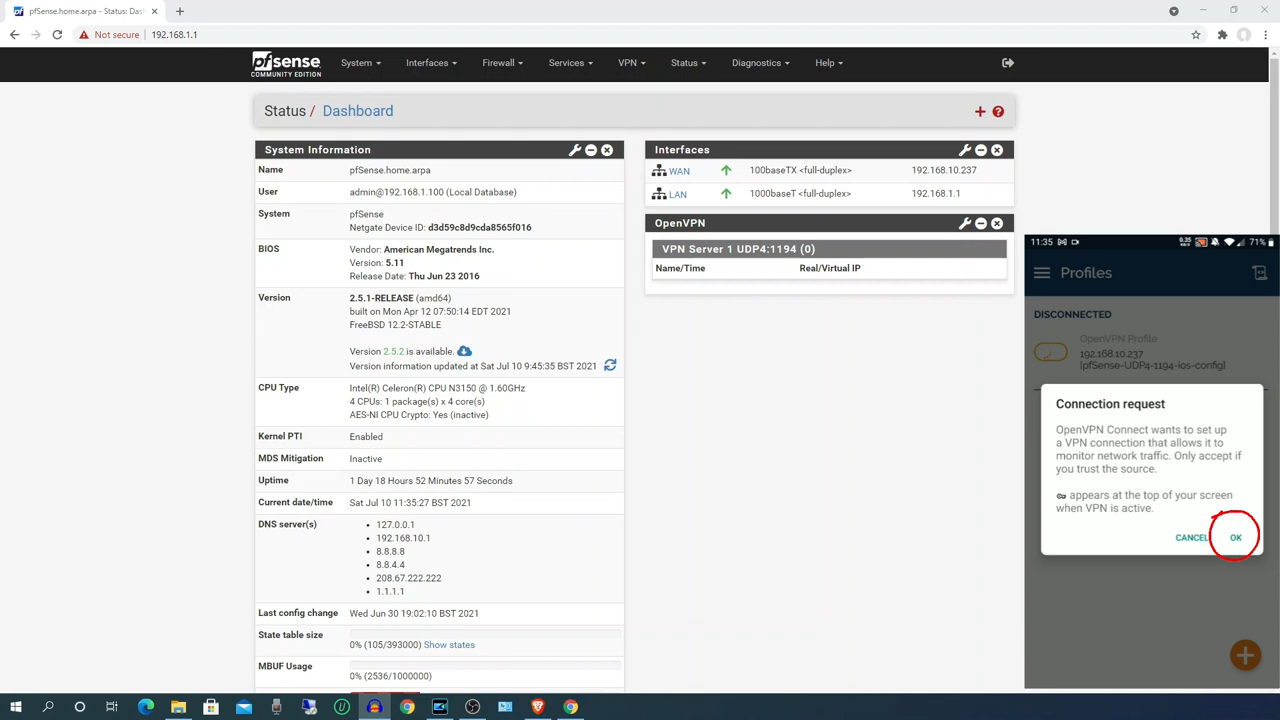 pfSense.home.arpa - Status: Dash
Not secure
192.168.1.1
pfsense
COMMUNITY EDITION
System
Interfaces
Firewall
Services
VPN
Status
Diagnostics
Help
Status / Dashboard
System Information
Name
pfSense.home.arpa
User
admin@192.168.1.100 (Local Database)
System
pfSense
Netgate Device ID: d3d59c8d9cda8565f016
BIOS
Vendor: American Megatrends Inc.
Version: 5.11
Release Date: Thu Jun 23 2016
Version
2.5.1-RELEASE (amd64)
built on Mon Apr 12 07:50:14 EDT 2021
FreeBSD 12.2-STABLE
Version 2.5.2 is available.
Version information updated at Sat Jul 10 9:45:35 BST 2021
CPU Type
Intel(R) Celeron(R) CPU N3150 @ 1.60GHz
4 CPUs: 1 package(s) x 4 core(s)
AES-NI CPU Crypto: Yes (inactive)
Kernel PTI
Enabled
MDS Mitigation
Inactive
Uptime
1 Day 18 Hours 52 Minutes 57 Seconds
Current date/time
Sat Jul 10 11:35:27 BST 2021
DNS server(s)
127.0.0.1
192.168.10.1
8.8.8.8
8.8.4.4
208.67.222.222
1.1.1.1
Last config change
Wed Jun 30 19:02:10 BST 2021
State table size
0% (105/393000) Show states
MBUF Usage
0% (2536/1000000)
Interfaces
WAN
100baseTX <full-duplex>
192.168.10.237
LAN
1000baseT <full-duplex>
192.168.1.1
OpenVPN
VPN Server 1 UDP4:1194 (0)
Name/Time
Real/Virtual IP
11:35
0.35
71%
Profiles
DISCONNECTED
OpenVPN Profile
192.168.10.237
[pfSense-UDP4-1194-ios-config]
Connection request
OpenVPN Connect wants to set up
a VPN connection that allows it to
monitor network traffic. Only accept if
you trust the source.
appears at the top of your screen
when VPN is active.
CANCEL
OK